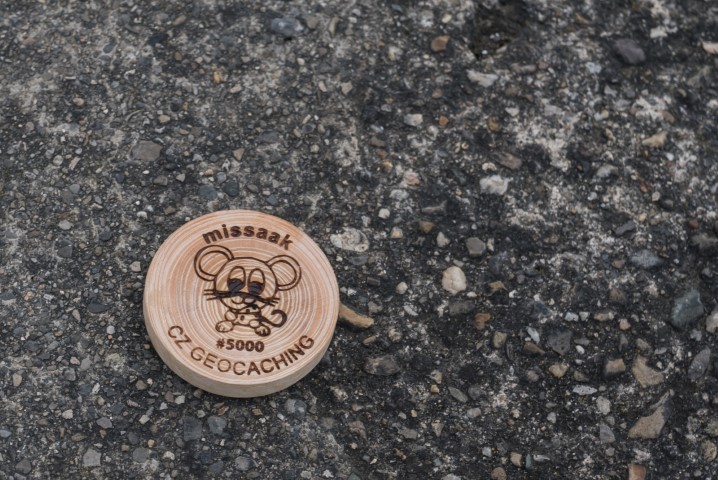 missaak
#5000
CZ GEOCACHING